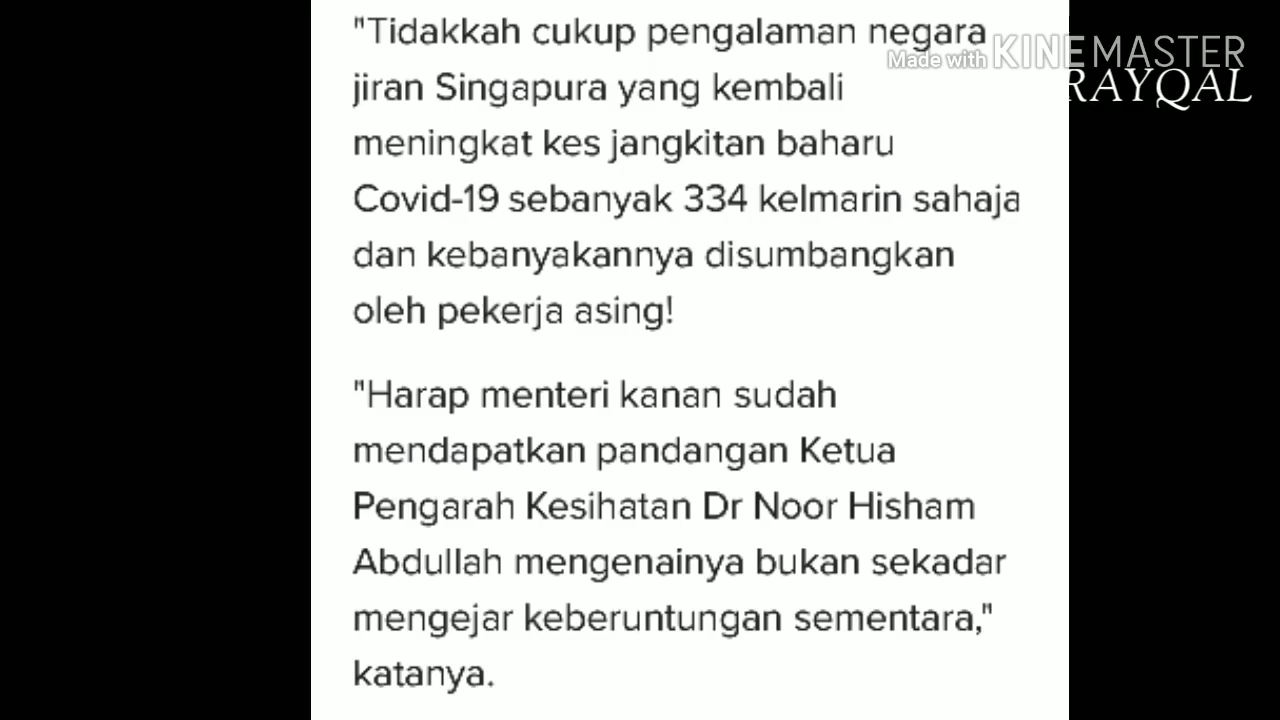 "Tidakkah cukup pengalaman negara
Made with KINEMASTER
jiran Singapura yang kembali
RAYQAL
meningkat kes jangkitan baharu
Covid-19 sebanyak 334 kelmarin sahaja
dan kebanyakannya disumbangkan
oleh pekerja asing!
"Harap menteri kanan sudah
mendapatkan pandangan Ketua
Pengarah Kesihatan Dr Noor Hisham
Abdullah mengenainya bukan sekadar
mengejar keberuntungan sementara,"
katanya.